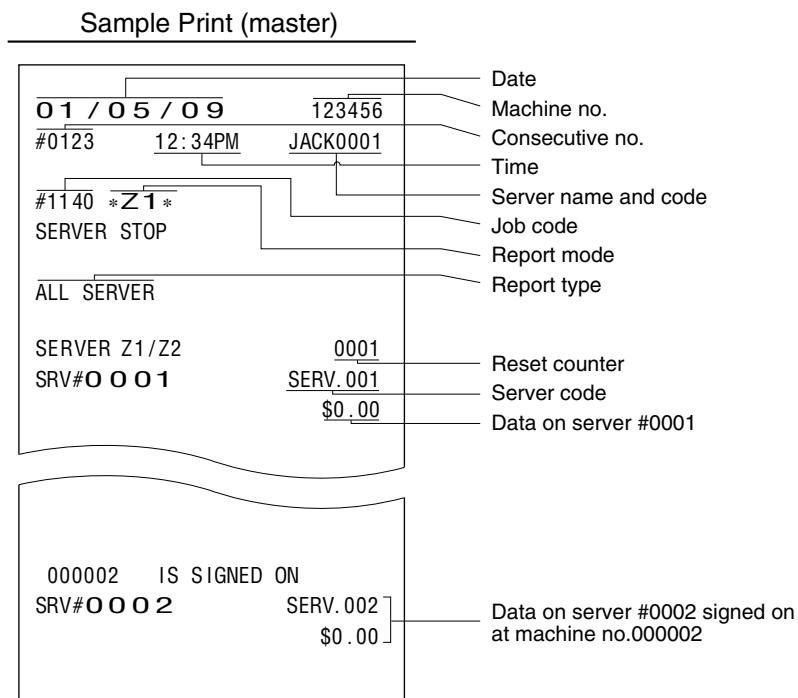 Sample Print (master)
01/05/09 123456
#0123 12:34PM JACK0001
#1140 *Z1*
SERVER STOP
ALL SERVER
SERVER Z1/Z2 0001
SRV#0001 SERV.001
$0.00
000002 IS SIGNED ON
SRV#0002 SERV.002
$0.00
Date
Machine no.
Consecutive no.
Time
Server name and code
Job code
Report mode
Report type
Reset counter
Server code
Data on server #0001
Data on server #0002 signed on
at machine no.000002